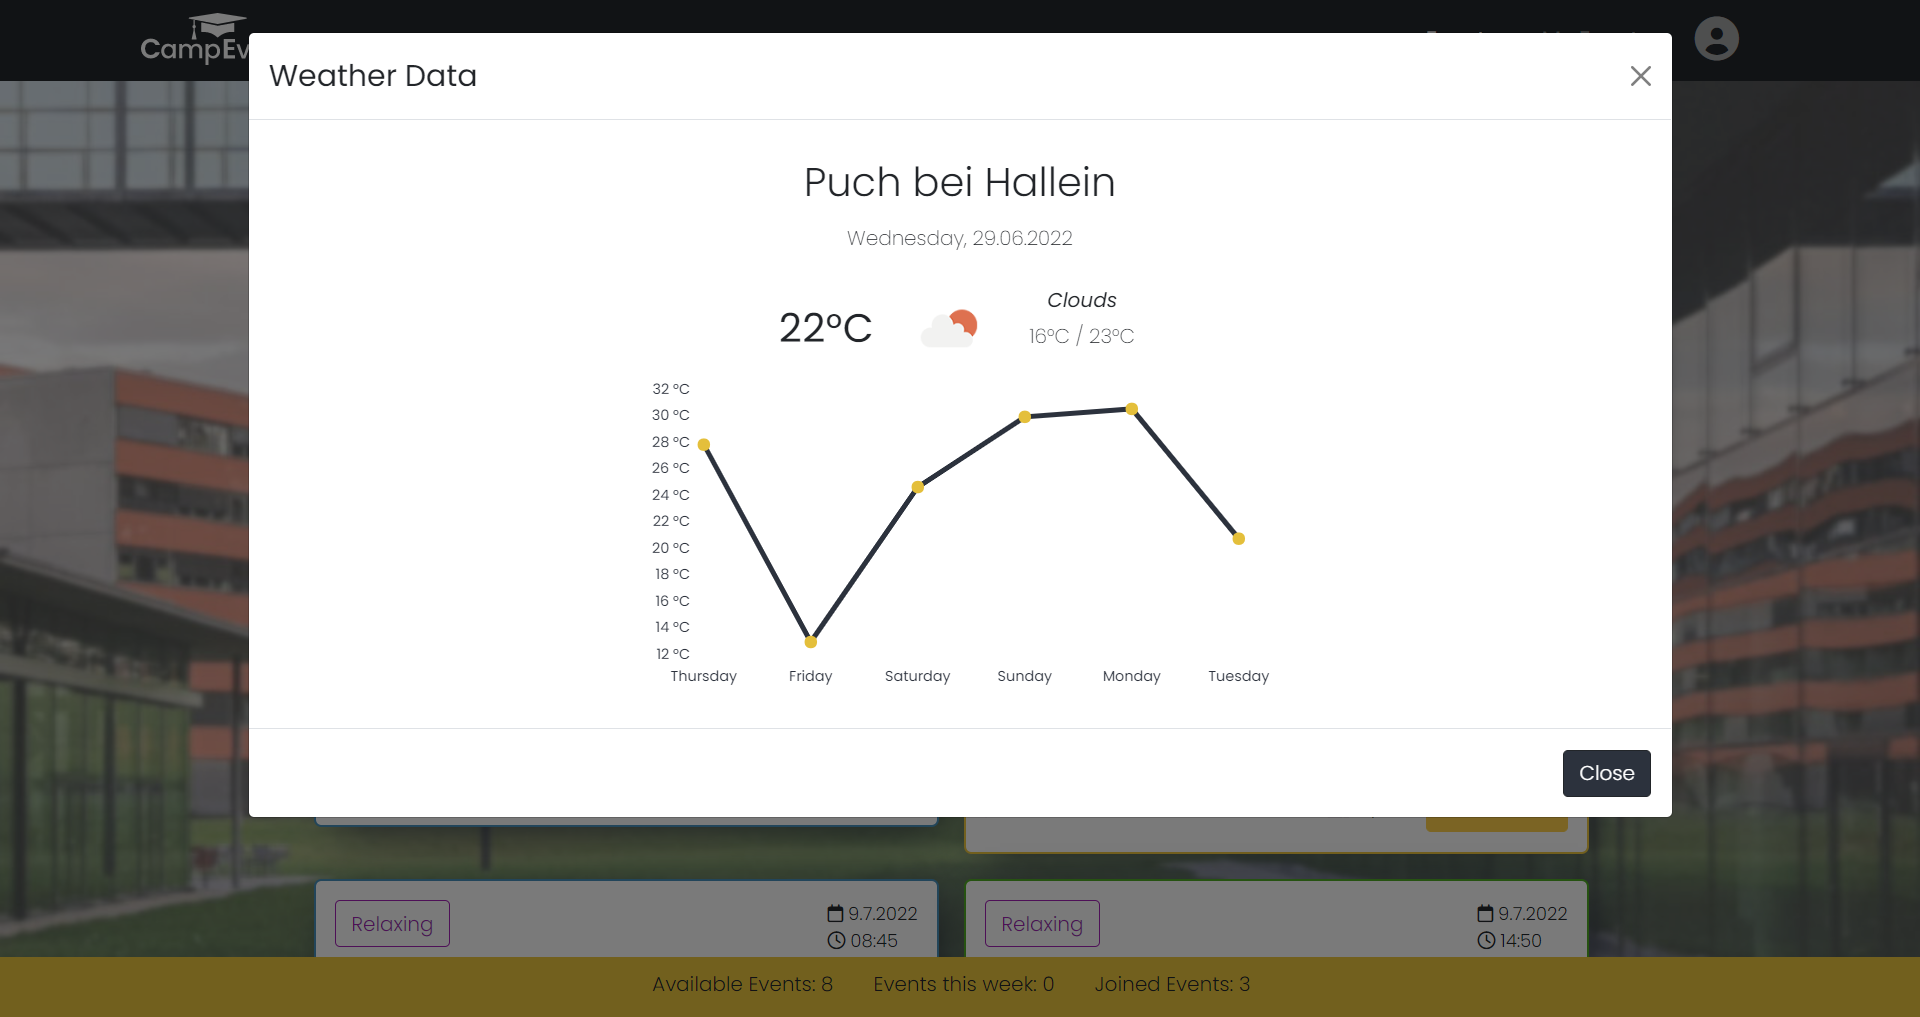 CampEv
Weather Data
Puch bei Hallein
Wednesday, 29.06.2022
22°C
Clouds
16°C / 23°C
32 °C
30 °C
28 °C
26 °C
24 °C
22 °C
20 °C
18 °C
16 °C
14 °C
12 °C
Thursday Friday Saturday Sunday Monday Tuesday
Close
Relaxing 9.7.2022
08:45
Relaxing 9.7.2022
14:50
Available Events: 8 Events this week: 0 Joined Events: 3